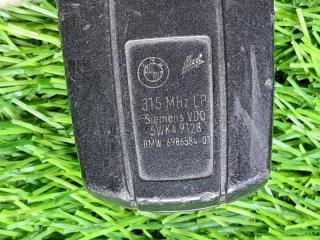 315 MHz LP
Siemens VDO
5WK4 9128
BMW 6986584-01